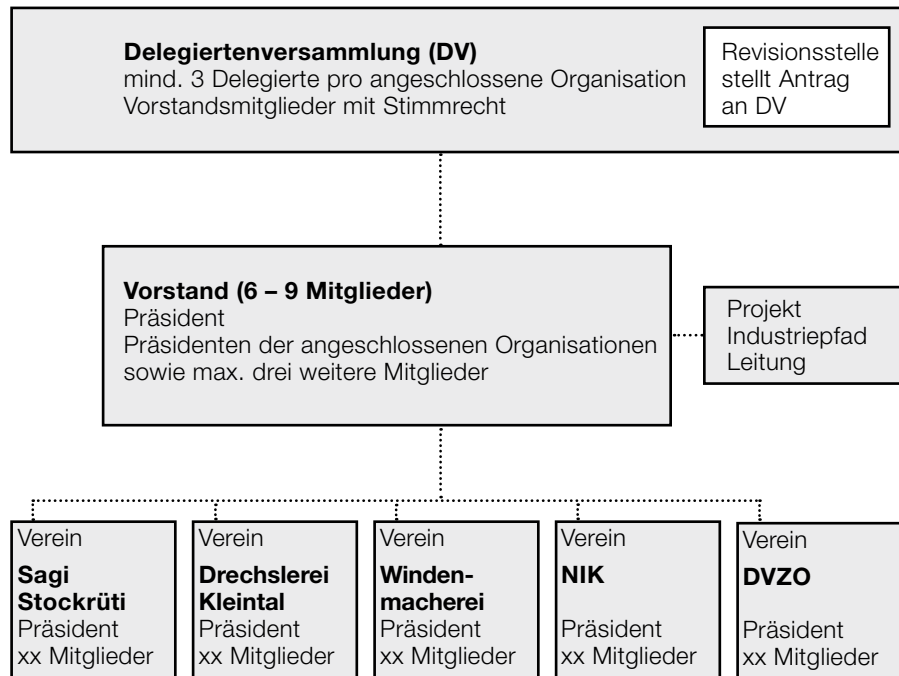 Delegiertenversammlung (DV)
mind. 3 Delegierte pro angeschlossene Organisation
Vorstandsmitglieder mit Stimmrecht
Revisionsstelle
stellt Antrag
an DV
Vorstand (6 – 9 Mitglieder)
Präsident
Präsidenten der angeschlossenen Organisationen
sowie max. drei weitere Mitglieder
Projekt
Industriepfad
Leitung
Verein
Sagi
Stockrüti
Präsident
xx Mitglieder
Verein
Drechslerei
Kleintal
Präsident
xx Mitglieder
Verein
Winden-
macherei
Präsident
xx Mitglieder
Verein
NIK
Präsident
xx Mitglieder
Verein
DVZO
Präsident
xx Mitglieder